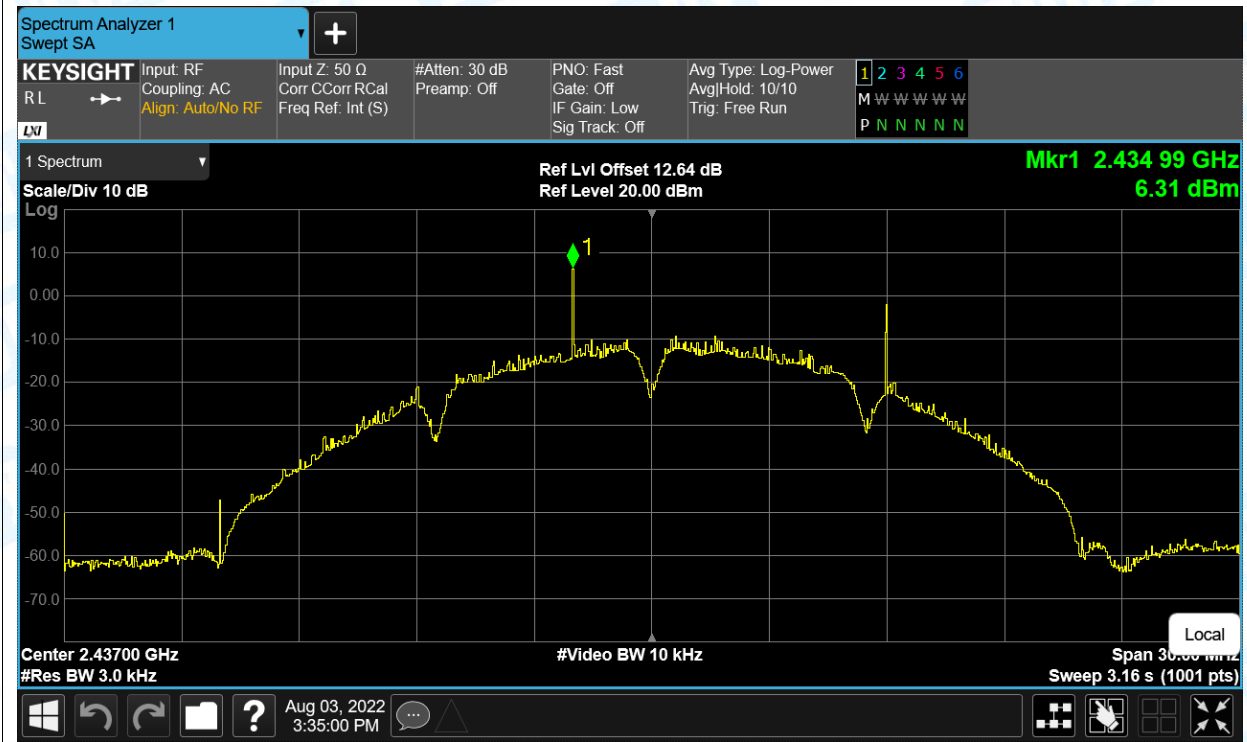 Spectrum Analyzer 1
Swept SA
KEYSIGHT
R L
LXI
Input: RF
Coupling: AC
Align: Auto/No RF
Input Z: 50 Ω
Corr CCorr RCal
Freq Ref: Int (S)
#Atten: 30 dB
Preamp: Off
PNO: Fast
Gate: Off
IF Gain: Low
Sig Track: Off
Avg Type: Log-Power
Avg|Hold: 10/10
Trig: Free Run
1 2 3 4 5 6
M W W W W W
P N N N N N
1 Spectrum
Scale/Div 10 dB
Log
Ref Lvl Offset 12.64 dB
Ref Level 20.00 dBm
Mkr1 2.434 99 GHz
6.31 dBm
1
10.0
0.00
-10.0
-20.0
-30.0
-40.0
-50.0
-60.0
-70.0
Local
Center 2.43700 GHz
#Res BW 3.0 kHz
#Video BW 10 kHz
Span 30.00 MHz
Sweep 3.16 s (1001 pts)
?
Aug 03, 2022
3:35:00 PM